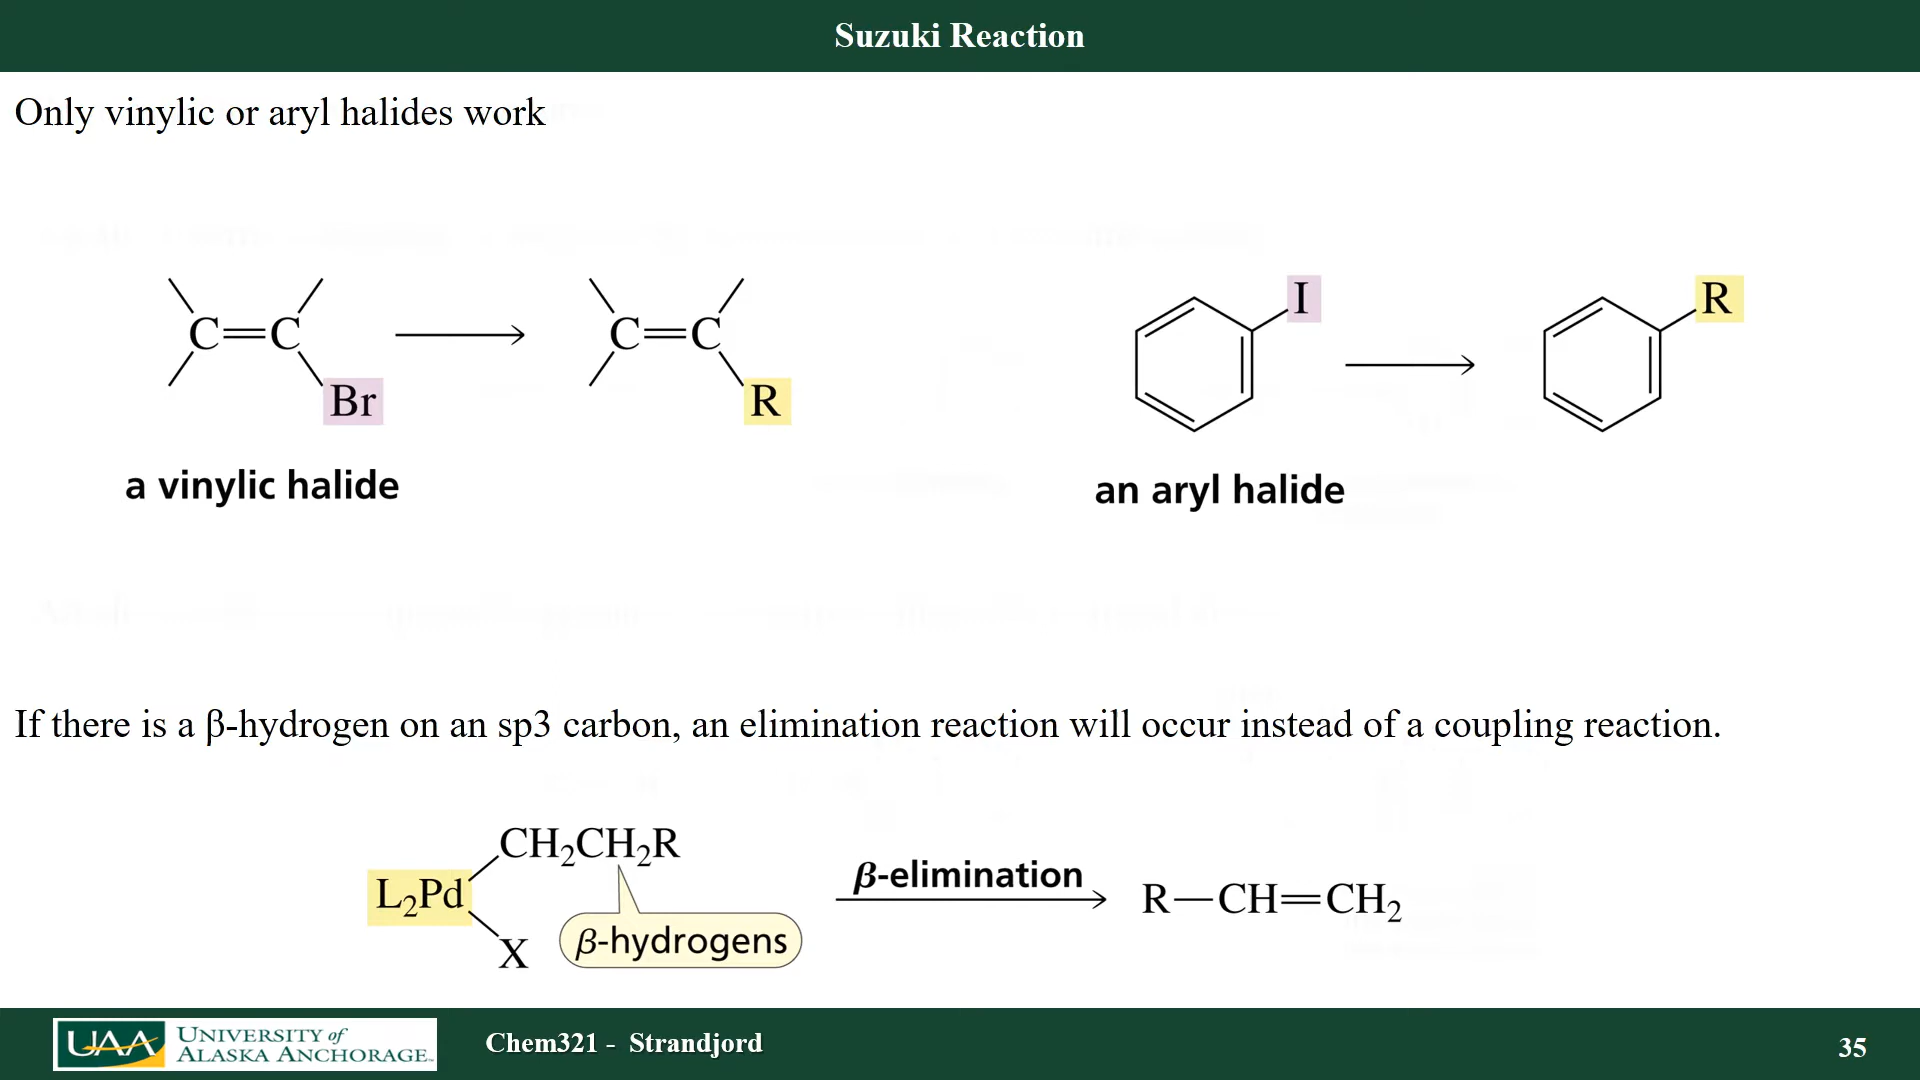 Suzuki Reaction
Only vinylic or aryl halides work
C=C
Br
C=C
R
I
R
a vinylic halide
an aryl halide
If there is a β-hydrogen on an sp3 carbon, an elimination reaction will occur instead of a coupling reaction.
CH₂CH₂R
L₂Pd
X
β-hydrogens
β-elimination
R—CH=CH₂
UAA
UNIVERSITY of
ALASKA ANCHORAGE
Chem321 - Strandjord
35